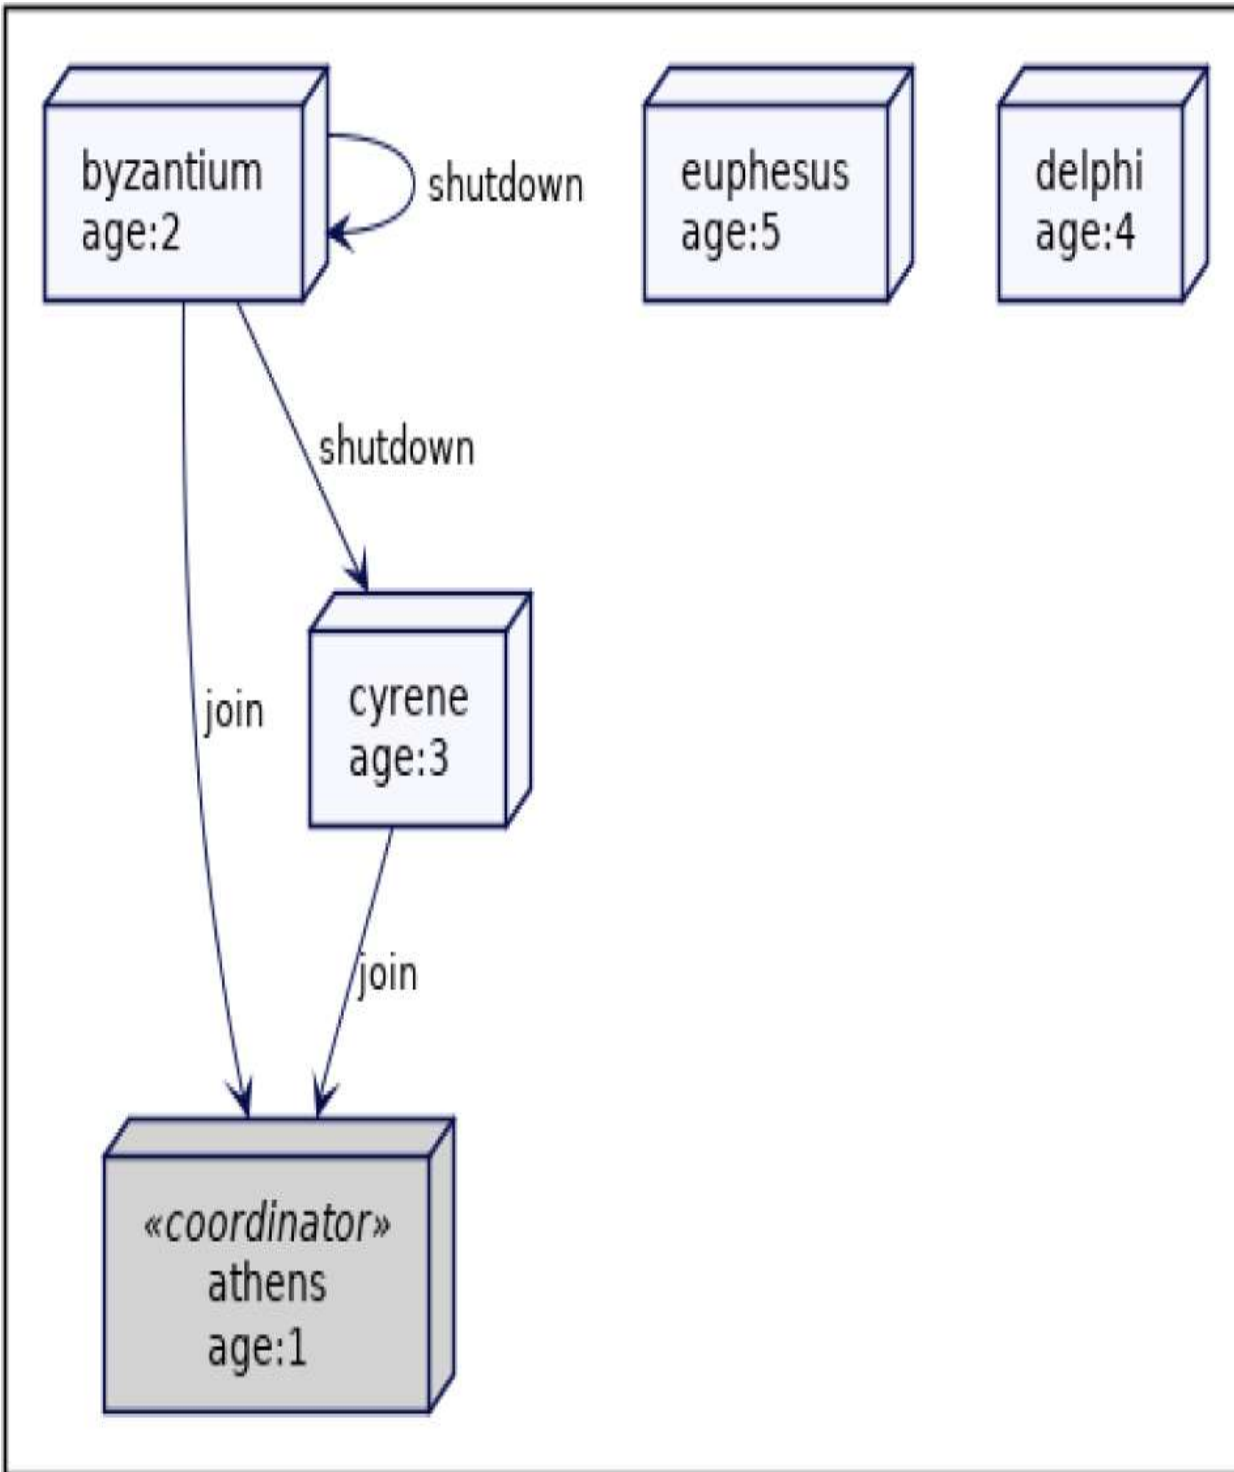 byzantium
age:2
shutdown
euphesus
age:5
delphi
age:4
shutdown
cyrene
age:3
join
join
«coordinator»
athens
age:1